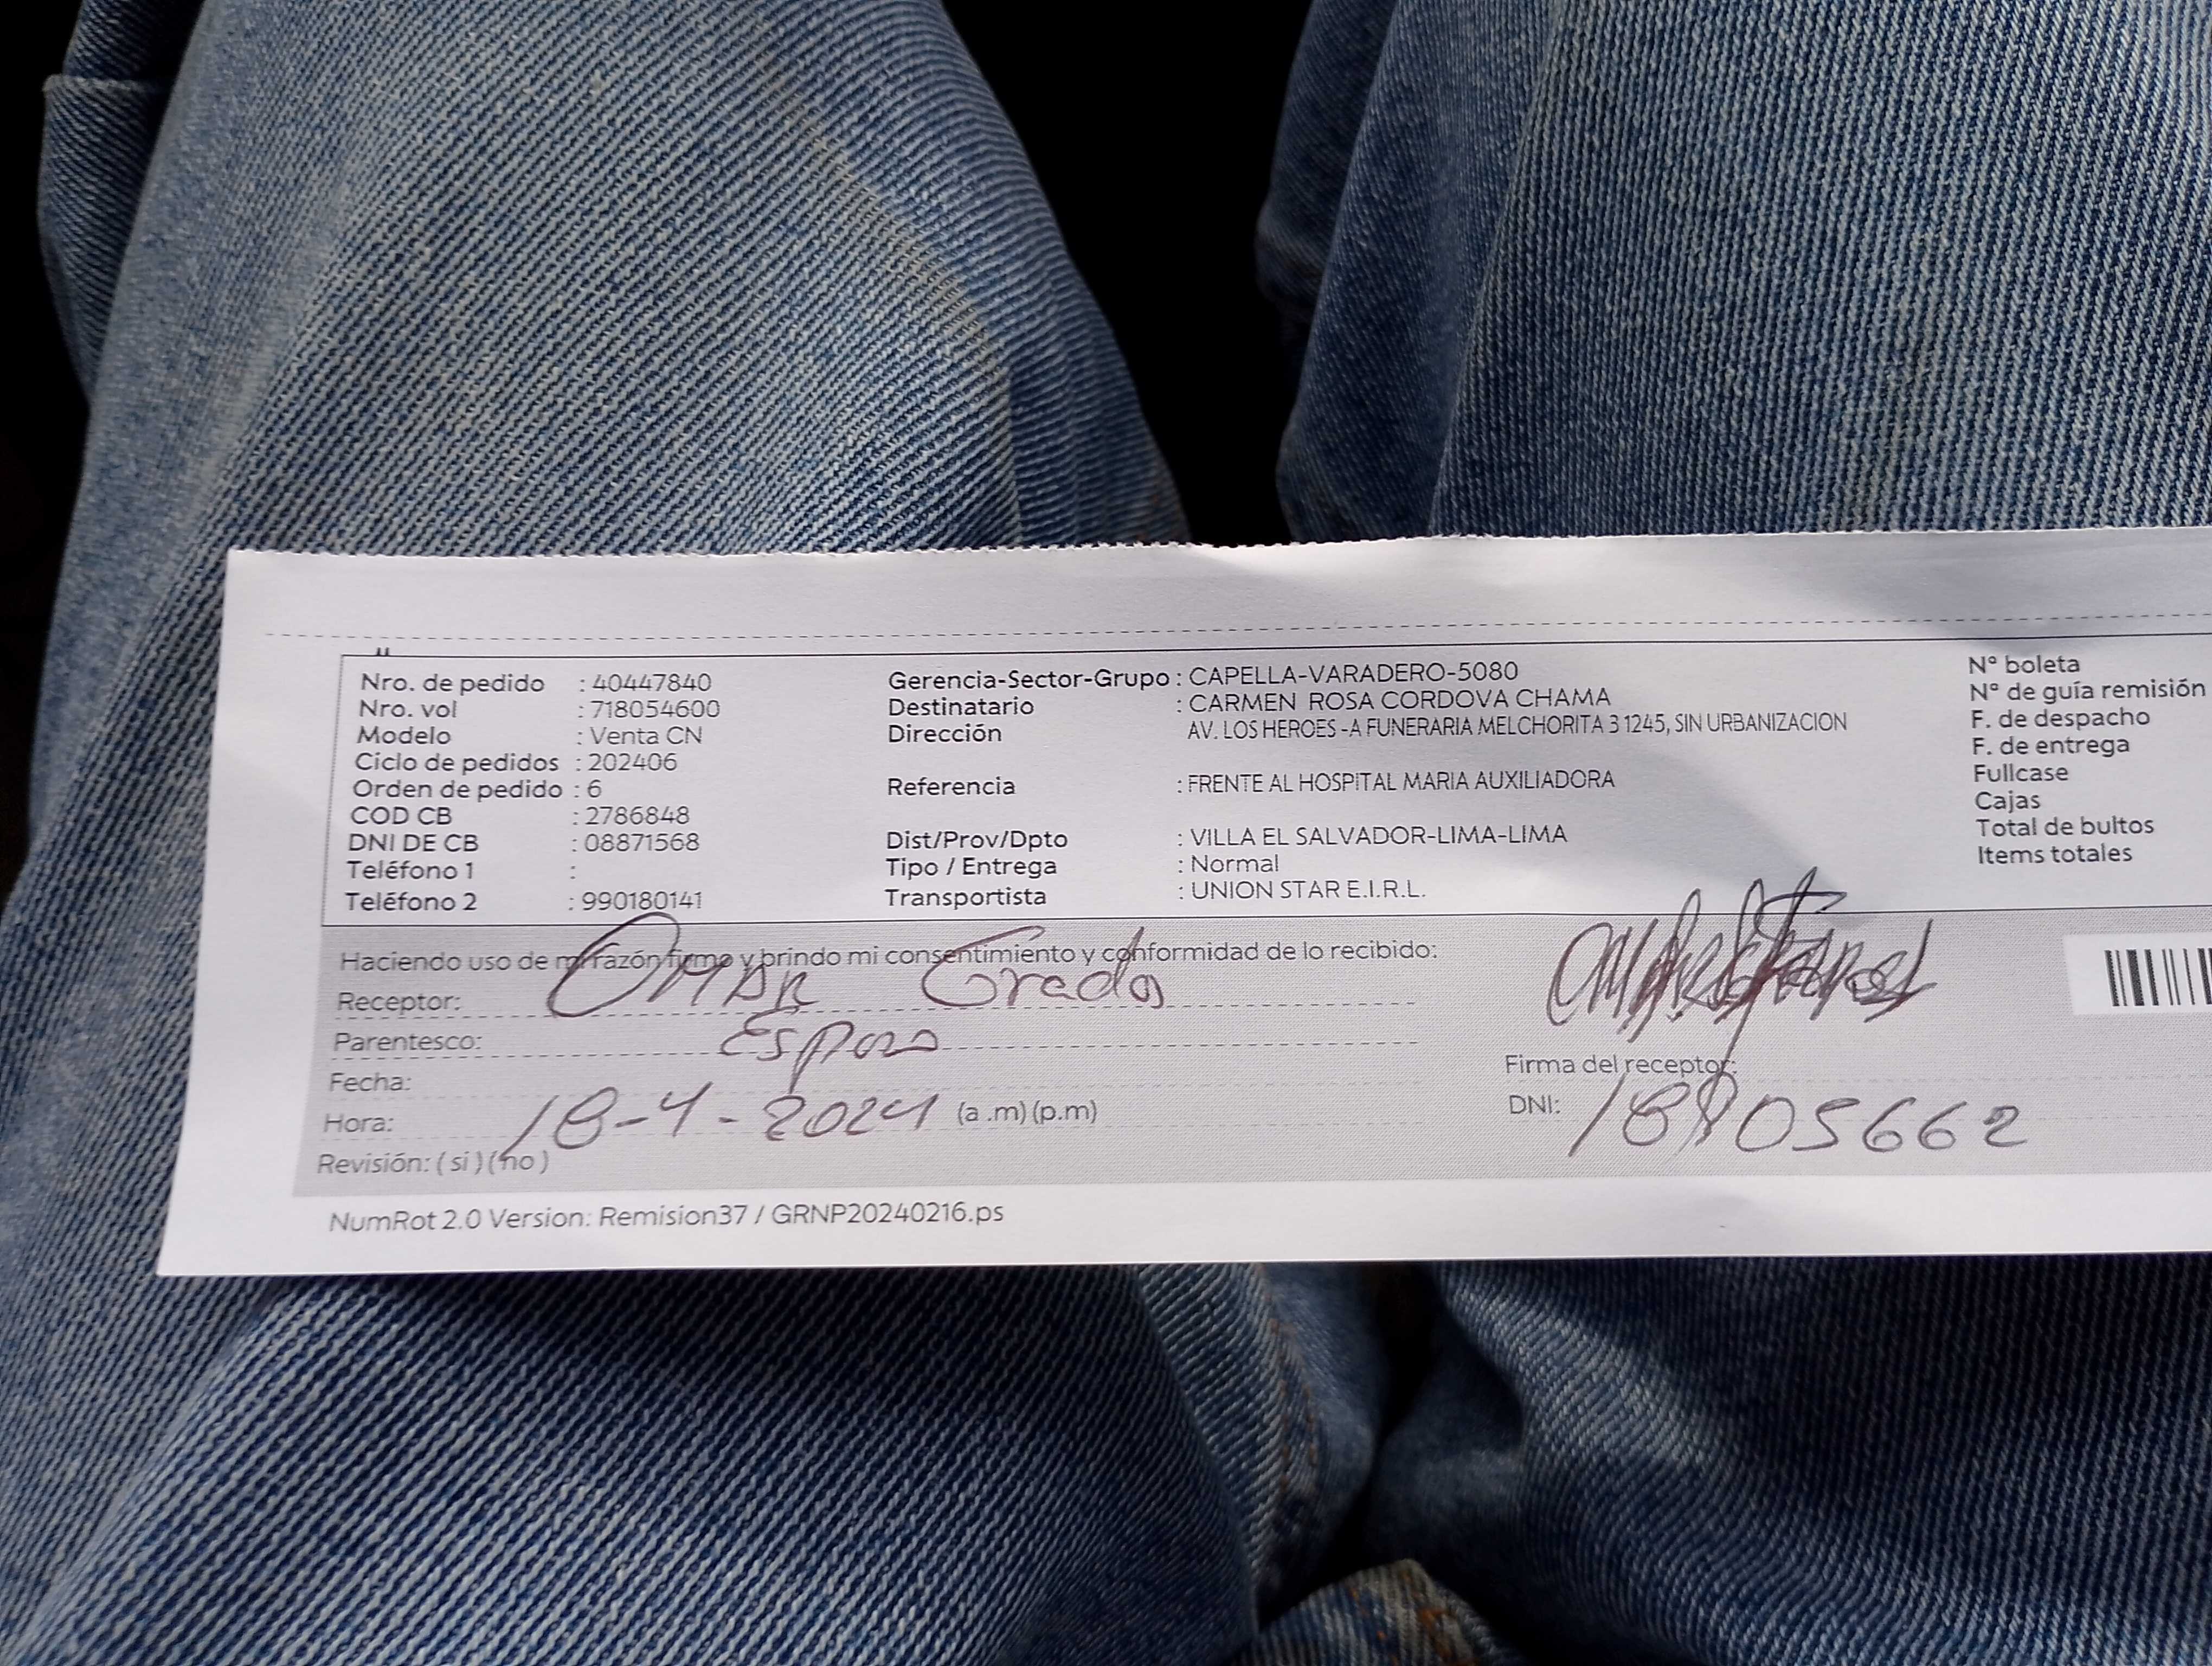 Nro. de pedido : 40447840
Nro. vol : 718054600
Modelo : Venta CN
Ciclo de pedidos : 202406
Orden de pedido : 6
COD CB : 2786848
DNI DE CB : 08871568
Teléfono 1 :
Teléfono 2 : 990180141
Gerencia-Sector-Grupo : CAPELLA-VARADERO-5080
Destinatario : CARMEN ROSA CORDOVA CHAMA
Dirección AV. LOS HEROES -A FUNERARIA MELCHORITA 3 1245, SIN URBANIZACION
Referencia : FRENTE AL HOSPITAL MARIA AUXILIADORA
Dist/Prov/Dpto : VILLA EL SALVADOR-LIMA-LIMA
Tipo / Entrega : Normal
Transportista : UNION STAR E.I.R.L.
N° boleta
N° de guía remisión
F. de despacho
F. de entrega
Fullcase
Cajas
Total de bultos
Items totales
Haciendo uso de mi razón firmo y brindo mi consentimiento y conformidad de lo recibido:
Receptor: OMAR Grados
Parentesco: Esposo
Fecha:
Hora: 18-4-2024 (a .m) (p.m)
Revisión: ( si ) ( no )
Firma del receptor:
DNI:
NumRot 2.0 Version: Remision37 / GRNP20240216.ps